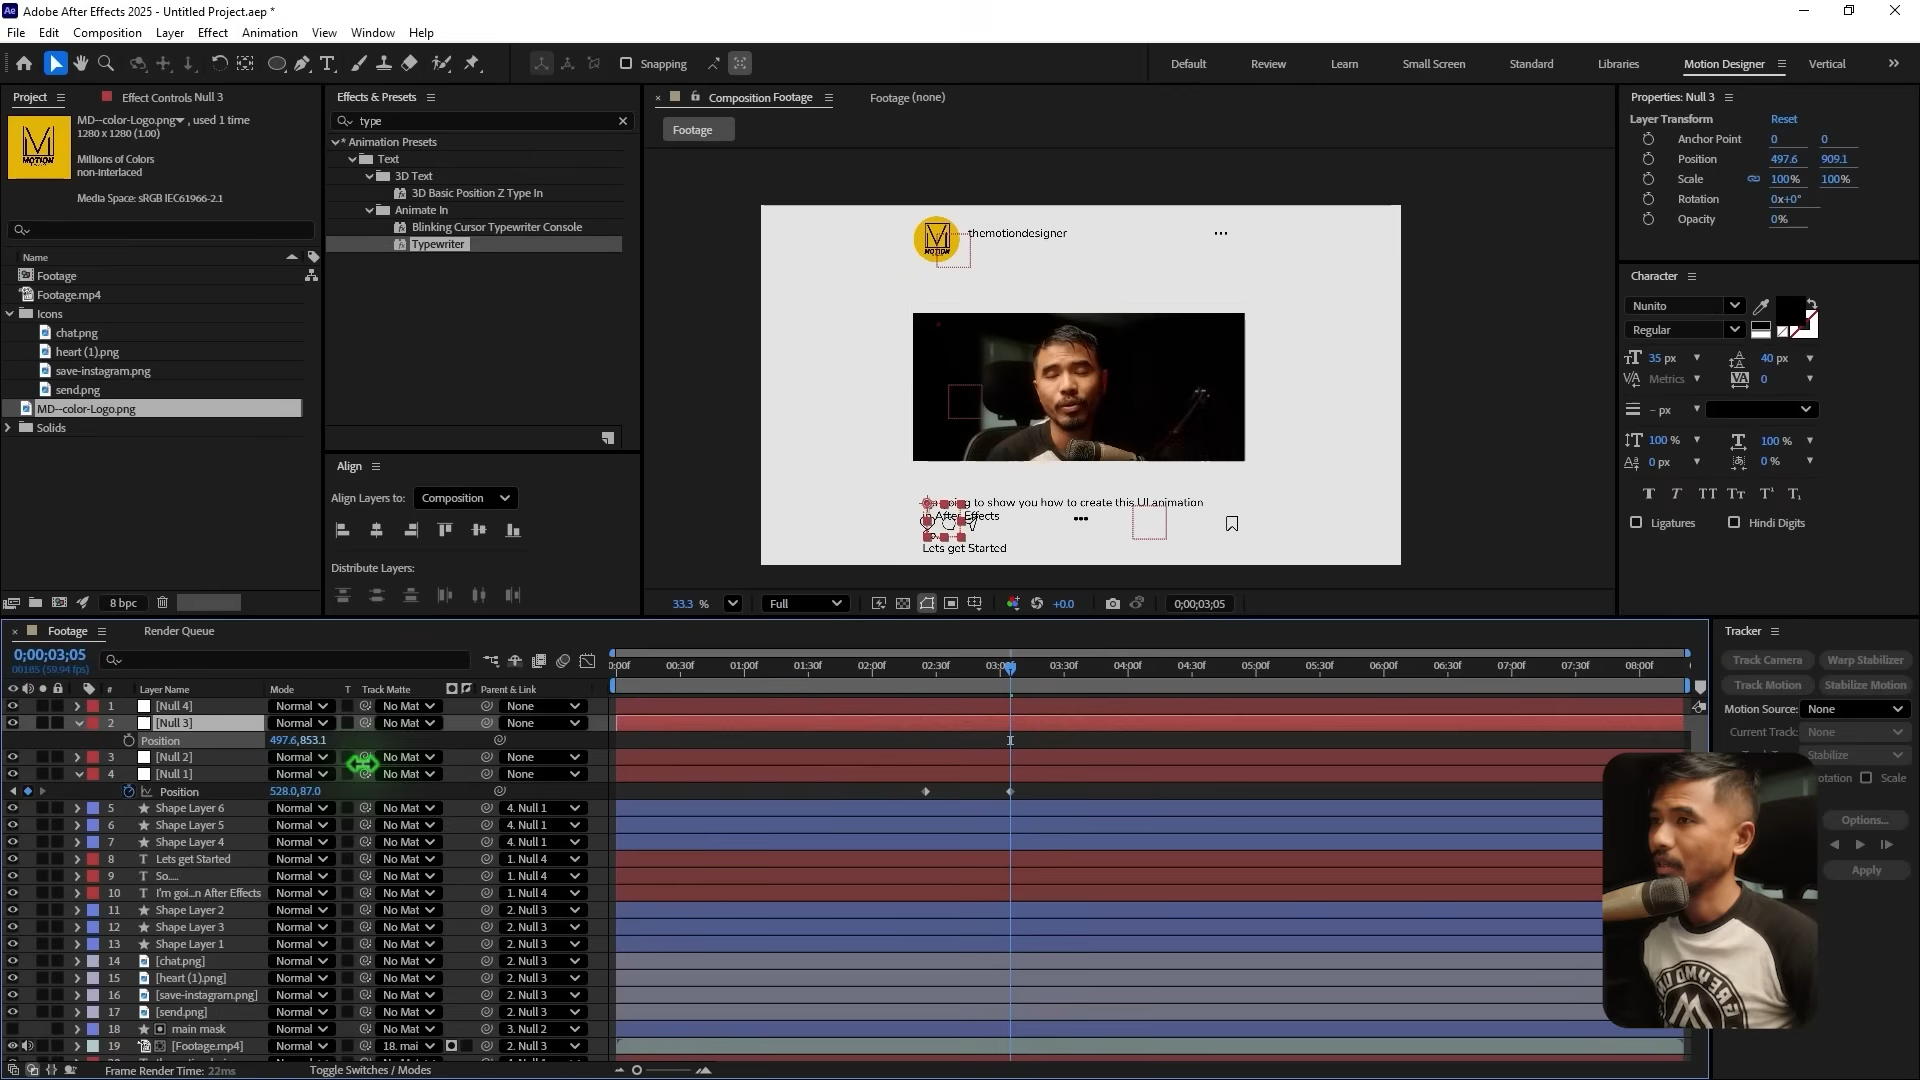 Ae Adobe After Effects 2025 - Untitled Project.aep *
File Edit Composition Layer Effect Animation View Window Help
Snapping
Default Review Learn Small Screen Standard Libraries Motion Designer Vertical
Project Effect Controls Null 3
MD--color-Logo.png , used 1 time
1280 x 1280 (1.00)
Millions of Colors
non-Interlaced
Media Space: sRGB IEC61966-2.1
MOTION
Name
Footage
Footage.mp4
Icons
chat.png
heart (1).png
save-instagram.png
send.png
MD--color-Logo.png
Solids
8 bpc
Effects & Presets
type
* Animation Presets
Text
3D Text
3D Basic Position Z Type In
Animate In
Blinking Cursor Typewriter Console
Typewriter
Align
Align Layers to: Composition
Distribute Layers:
Composition Footage Footage (none)
Footage
MOTION
themotiondesigner
going to show you how to create this UI animation
in After Effects
Lets get Started
33.3 % Full +0.0 0;00;03;05
Properties: Null 3
Layer Transform Reset
Anchor Point 0 0
Position 497.6 909.1
Scale 100% 100%
Rotation 0x+0°
Opacity 0%
Character
Nunito
Regular
35 px 40 px
Metrics 0
- px
100 % 100 %
0 px 0 %
T T TT Tт T¹ T₁
Ligatures Hindi Digits
Footage Render Queue
0;00;03;05
00185 (59.94 fps)
0:00f 00:30f 01:00f 01:30f 02:00f 02:30f 03:00f 03:30f 04:00f 04:30f 05:00f 05:30f 06:00f 06:30f 07:00f 07:30f 08:00f
# Layer Name Mode T Track Matte Parent & Link
1 [Null 4] Normal No Mat None
2 [Null 3] Normal No Mat None
Position 497.6,853.1
3 [Null 2] Normal No Mat None
4 [Null 1] Normal No Mat None
Position 528.0,87.0
5 Shape Layer 6 Normal No Mat 4. Null 1
6 Shape Layer 5 Normal No Mat 4. Null 1
7 Shape Layer 4 Normal No Mat 4. Null 1
8 T Lets get Started Normal No Mat 1. Null 4
9 T So..... Normal No Mat 1. Null 4
10 T I'm goi...n After Effects Normal No Mat 1. Null 4
11 Shape Layer 2 Normal No Mat 2. Null 3
12 Shape Layer 3 Normal No Mat 2. Null 3
13 Shape Layer 1 Normal No Mat 2. Null 3
14 [chat.png] Normal No Mat 2. Null 3
15 [heart (1).png] Normal No Mat 2. Null 3
16 [save-instagram.png] Normal No Mat 2. Null 3
17 [send.png] Normal No Mat 2. Null 3
18 main mask Normal No Mat 3. Null 2
19 [Footage.mp4] Normal 18. mai 2. Null 3
Frame Render Time: 22ms Toggle Switches / Modes
Tracker
Track Camera Warp Stabilizer
Track Motion Stabilize Motion
Motion Source: None
Current Track: None
Stabilize
Scale
Options...
Apply